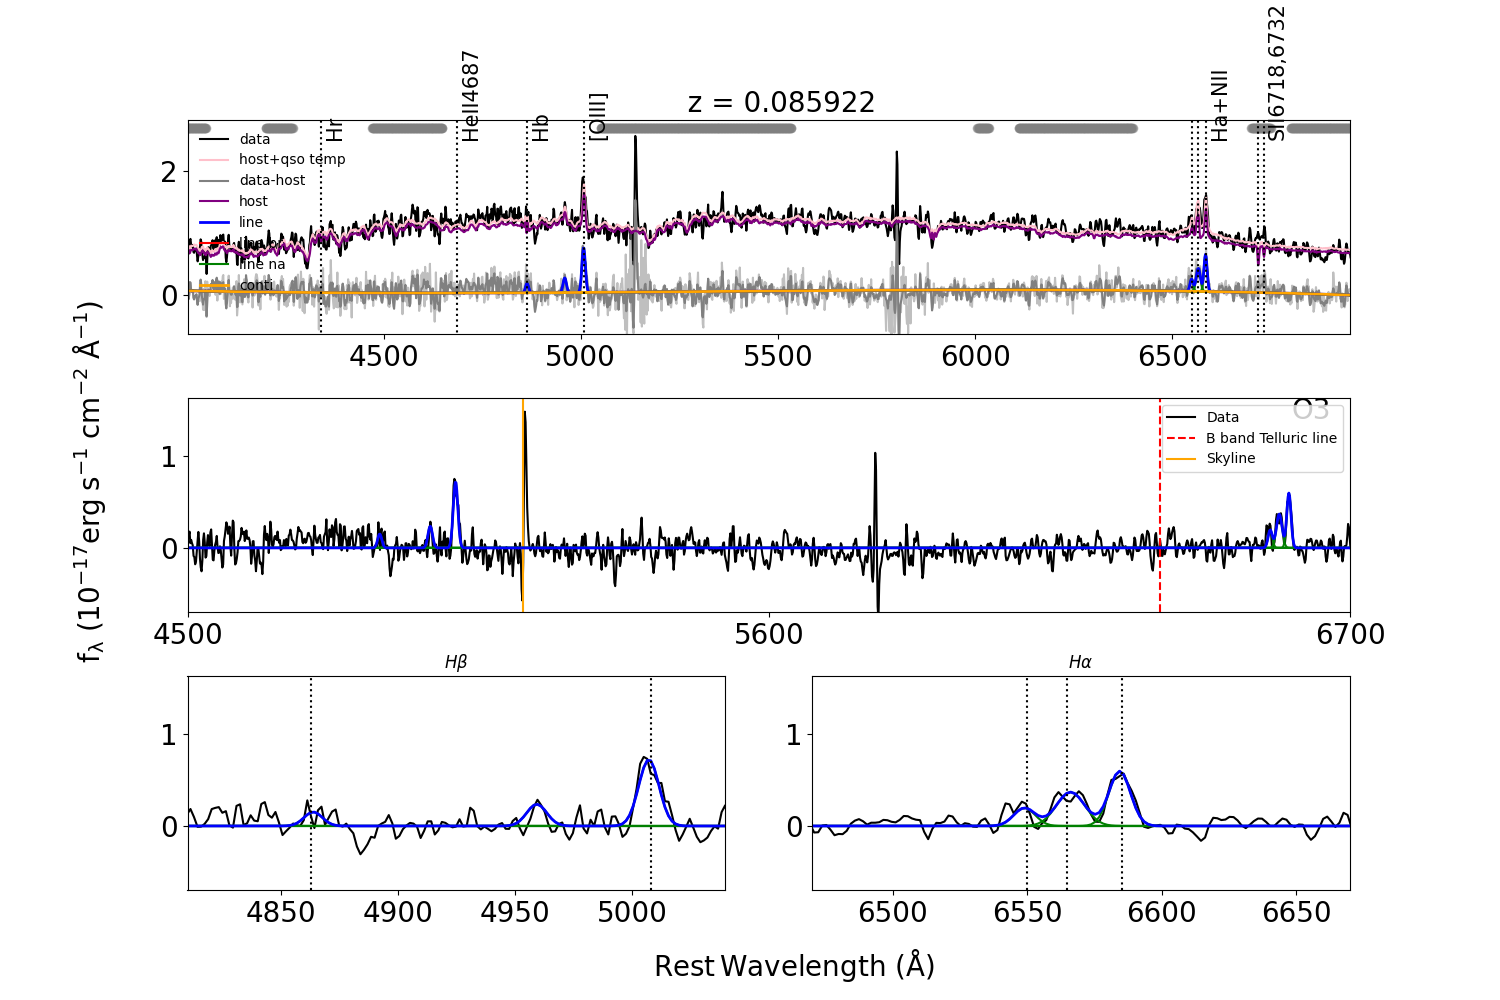 z = 0.085922
Hr
HeII4687
Hb
[OIII]
Ha+NII
SII6718,6732
data
host+qso temp
data-host
host
line
line na
conti
2
0
4500
5000
5500
6000
6500
O3
Data
B band Telluric line
Skyline
1
0
4500
5600
6700
fλ (10⁻¹⁷erg s⁻¹ cm⁻² Å⁻¹)
Hβ
1
0
4850
4900
4950
5000
Hα
1
0
6500
6550
6600
6650
Rest Wavelength (Å)